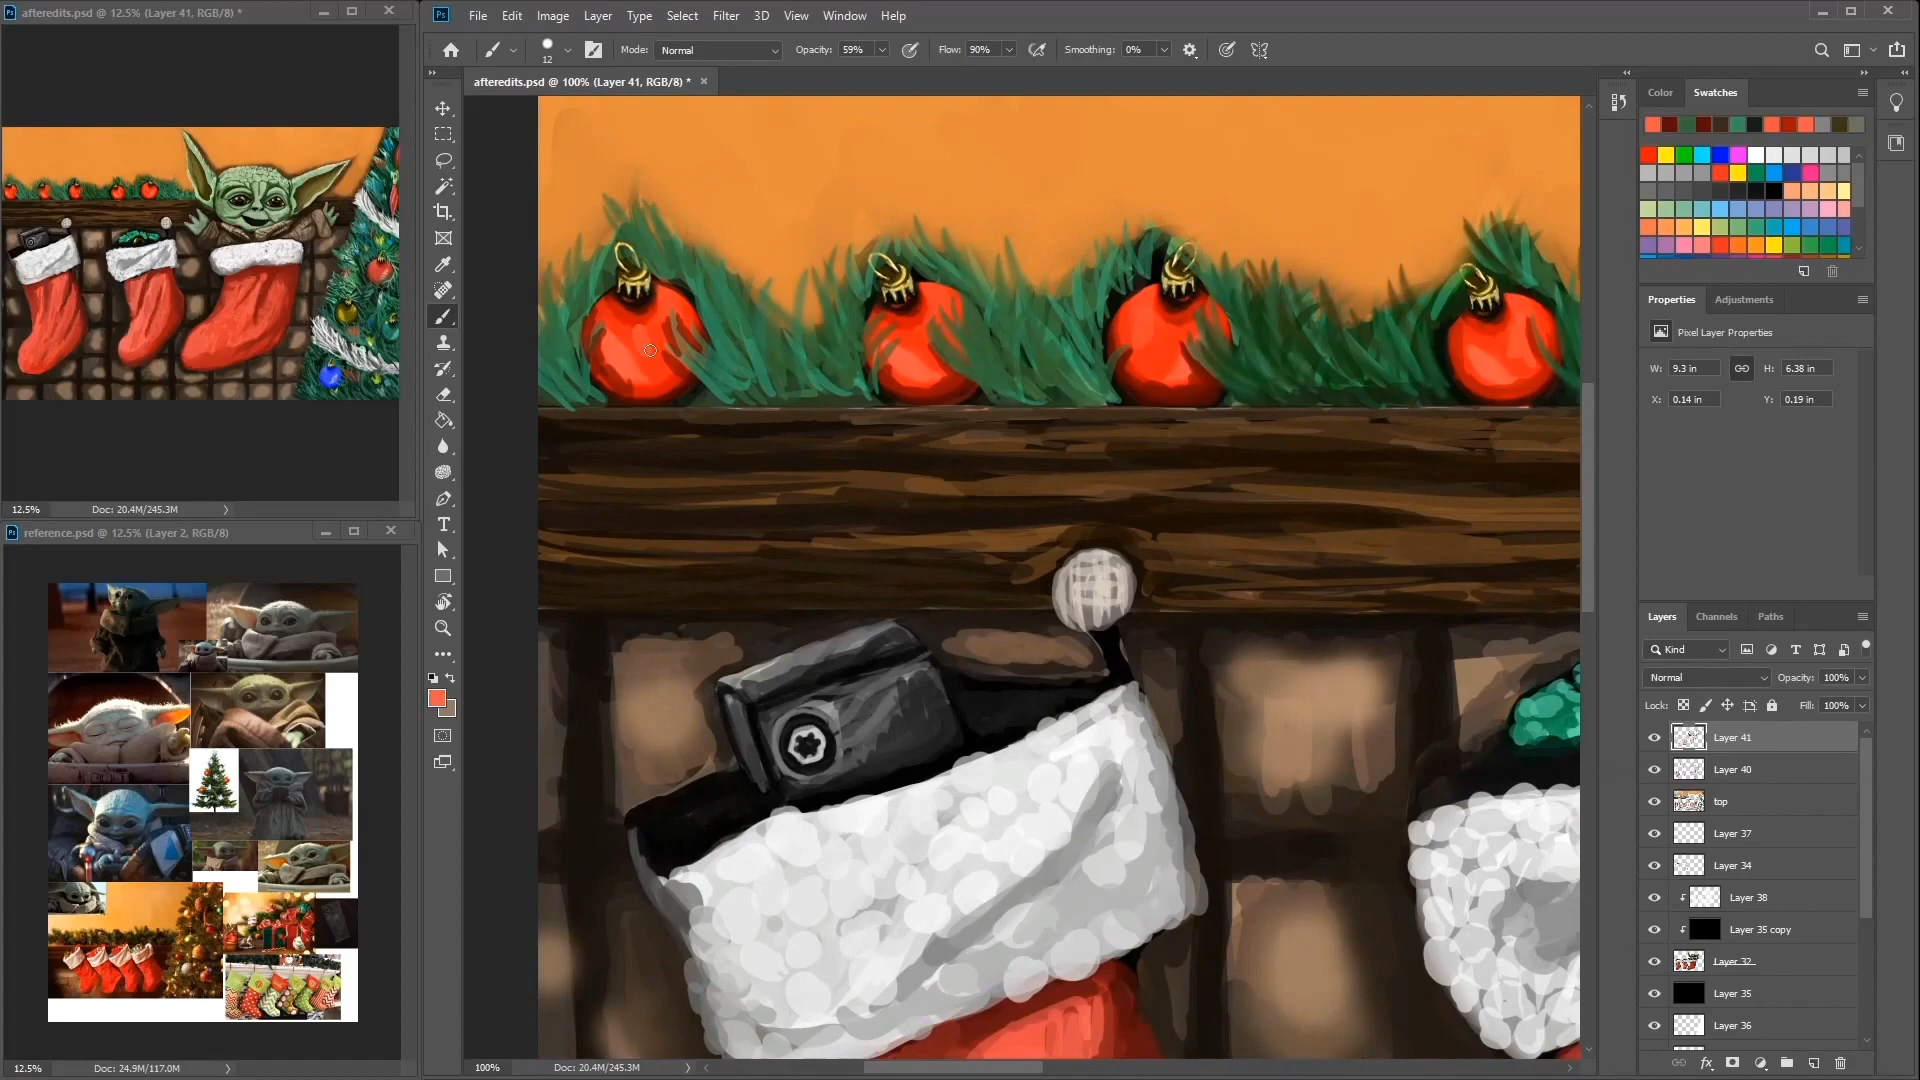 Ps afteredits.psd @ 12.5% (Layer 41, RGB/8) *
12.5% Doc: 20.4M/245.3M
Ps reference.psd @ 12.5% (Layer 2, RGB/8)
12.5% Doc: 24.9M/117.0M
Ps File Edit Image Layer Type Select Filter 3D View Window Help
12 Mode: Normal Opacity: 59% Flow: 90% Smoothing: 0%
afteredits.psd @ 100% (Layer 41, RGB/8) *
T
100% Doc: 20.4M/245.3M
Color Swatches
Properties Adjustments
Pixel Layer Properties
W: 9.3 in H: 6.38 in
X: 0.14 in Y: 0.19 in
Layers Channels Paths
Kind T
Normal Opacity: 100%
Lock: Fill: 100%
Layer 41
Layer 40
top
Layer 37
Layer 34
Layer 38
Layer 35 copy
Layer 32
Layer 35
Layer 36
fx